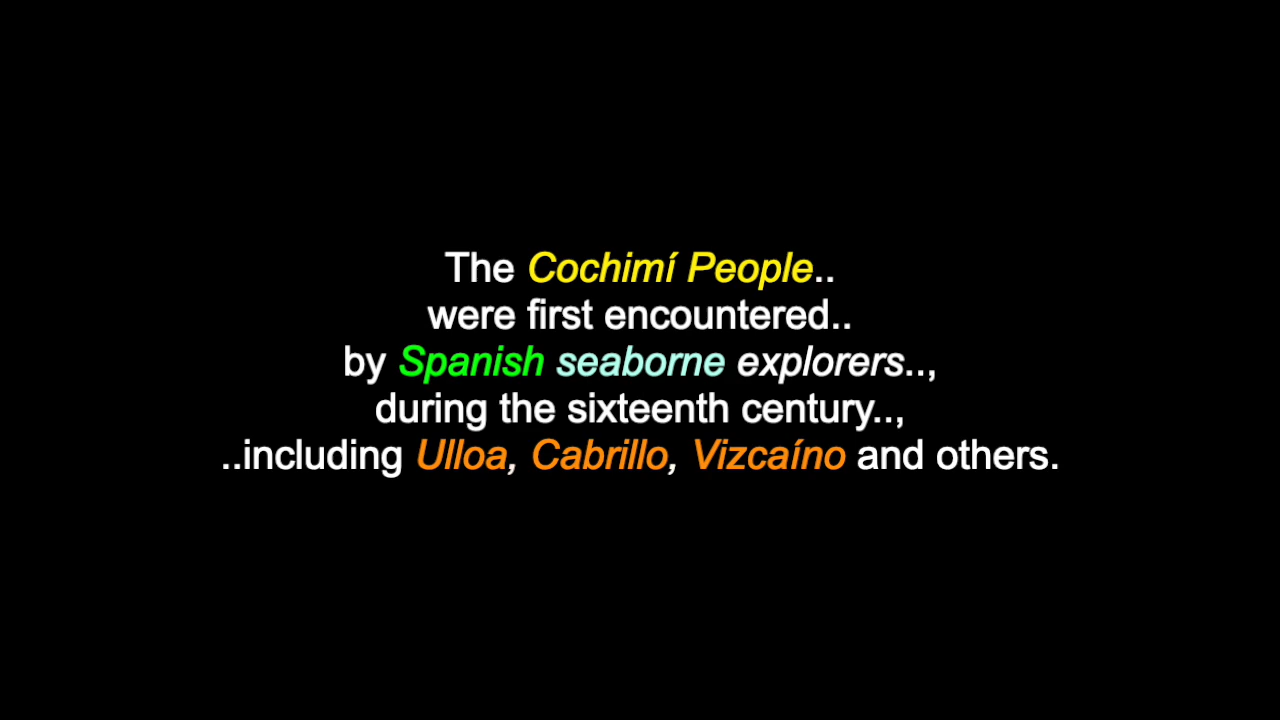 The Cochimí People..
were first encountered..
by Spanish seaborne explorers..,
during the sixteenth century..,
..including Ulloa, Cabrillo, Vizcaíno and others.